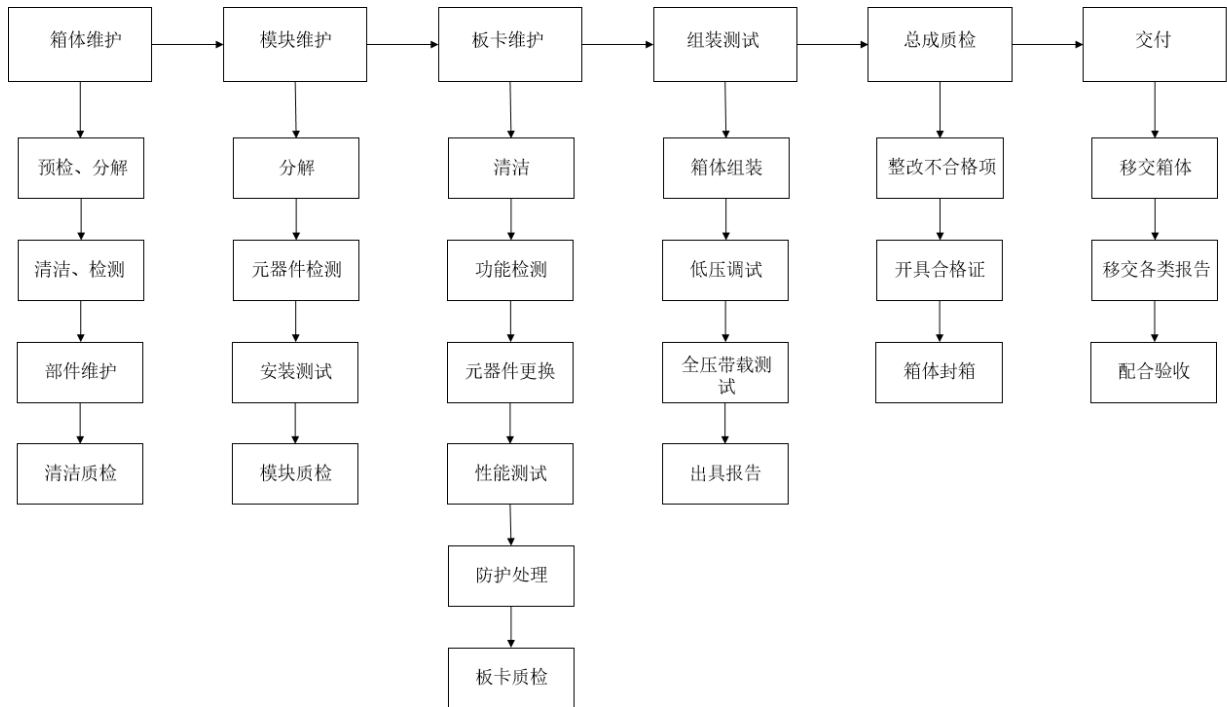 箱体维护
模块维护
板卡维护
组装测试
总成质检
交付
预检、分解
分解
清洁
箱体组装
整改不合格项
移交箱体
清洁、检测
元器件检测
功能检测
低压调试
开具合格证
移交各类报告
部件维护
安装测试
元器件更换
全压带载测
试
箱体封箱
配合验收
清洁质检
模块质检
性能测试
出具报告
防护处理
板卡质检